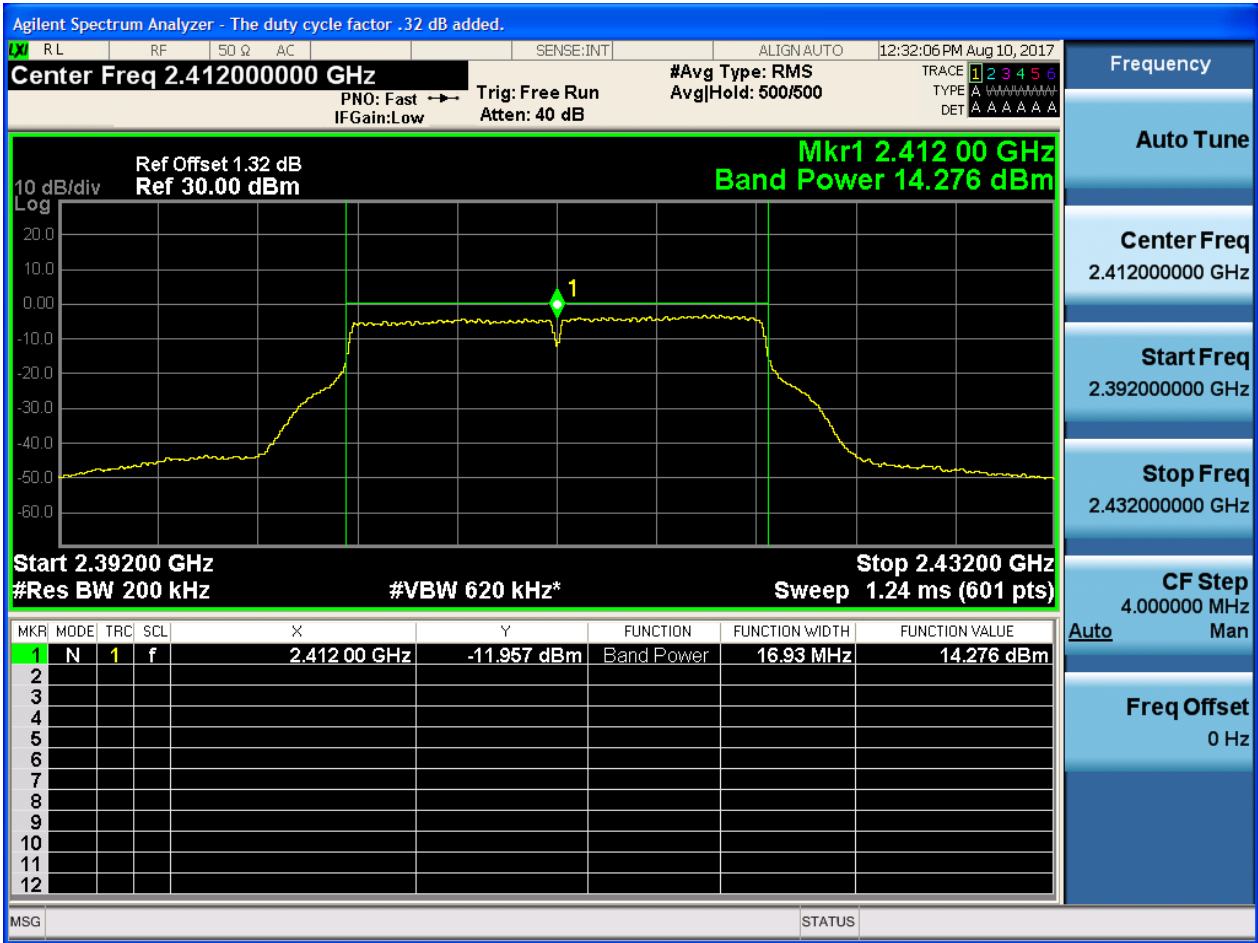 Agilent Spectrum Analyzer - The duty cycle factor .32 dB added.
LXI RL RF 50 Ω AC SENSE:INT ALIGN AUTO 12:32:06 PM Aug 10, 2017
Center Freq 2.412000000 GHz
PNO: Fast
IFGain:Low
Trig: Free Run
Atten: 40 dB
#Avg Type: RMS
Avg|Hold: 500/500
TRACE 1 2 3 4 5 6
TYPE A WWWWW
DET A A A A A A
Mkr1 2.412 00 GHz
Band Power 14.276 dBm
Ref Offset 1.32 dB
10 dB/div Ref 30.00 dBm
Log
20.0
10.0
0.00
-10.0
-20.0
-30.0
-40.0
-50.0
-60.0
1
Start 2.39200 GHz Stop 2.43200 GHz
#Res BW 200 kHz #VBW 620 kHz* Sweep 1.24 ms (601 pts)
MKR MODE TRC SCL X Y FUNCTION FUNCTION WIDTH FUNCTION VALUE
1 N 1 f 2.412 00 GHz -11.957 dBm Band Power 16.93 MHz 14.276 dBm
2
3
4
5
6
7
8
9
10
11
12
MSG STATUS
Frequency
Auto Tune
Center Freq
2.412000000 GHz
Start Freq
2.392000000 GHz
Stop Freq
2.432000000 GHz
CF Step
4.000000 MHz
Auto Man
Freq Offset
0 Hz